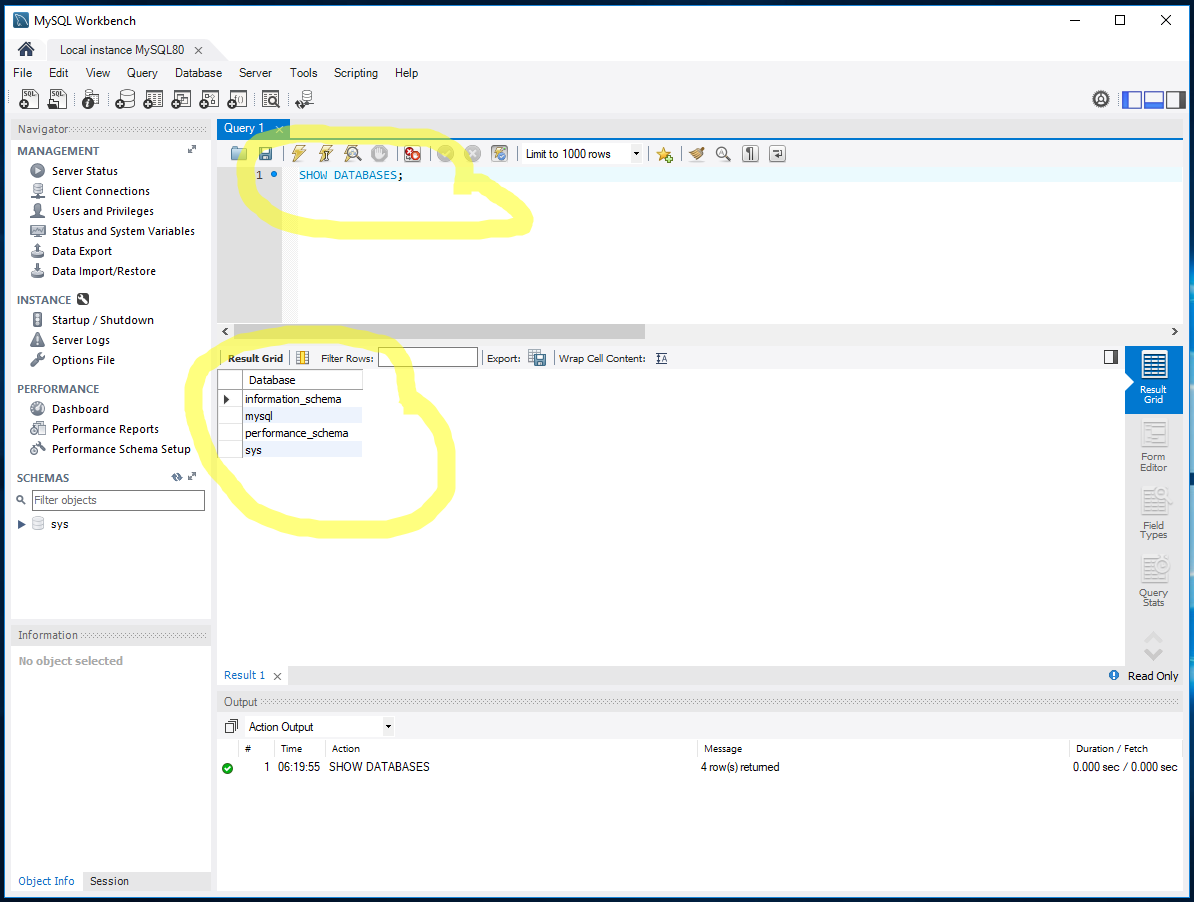 MySQL Workbench
Local instance MySQL80
File Edit View Query Database Server Tools Scripting Help
Navigator
MANAGEMENT
Server Status
Client Connections
Users and Privileges
Status and System Variables
Data Export
Data Import/Restore
INSTANCE
Startup / Shutdown
Server Logs
Options File
PERFORMANCE
Dashboard
Performance Reports
Performance Schema Setup
SCHEMAS
Filter objects
sys
Information
No object selected
Object Info Session
Query 1
Limit to 1000 rows
1 SHOW DATABASES;
Result Grid Filter Rows: Export: Wrap Cell Content:
Database
information_schema
mysql
performance_schema
sys
Result
Grid
Form
Editor
Field
Types
Query
Stats
Result 1 Read Only
Output
Action Output
# Time Action Message Duration / Fetch
1 06:19:55 SHOW DATABASES 4 row(s) returned 0.000 sec / 0.000 sec